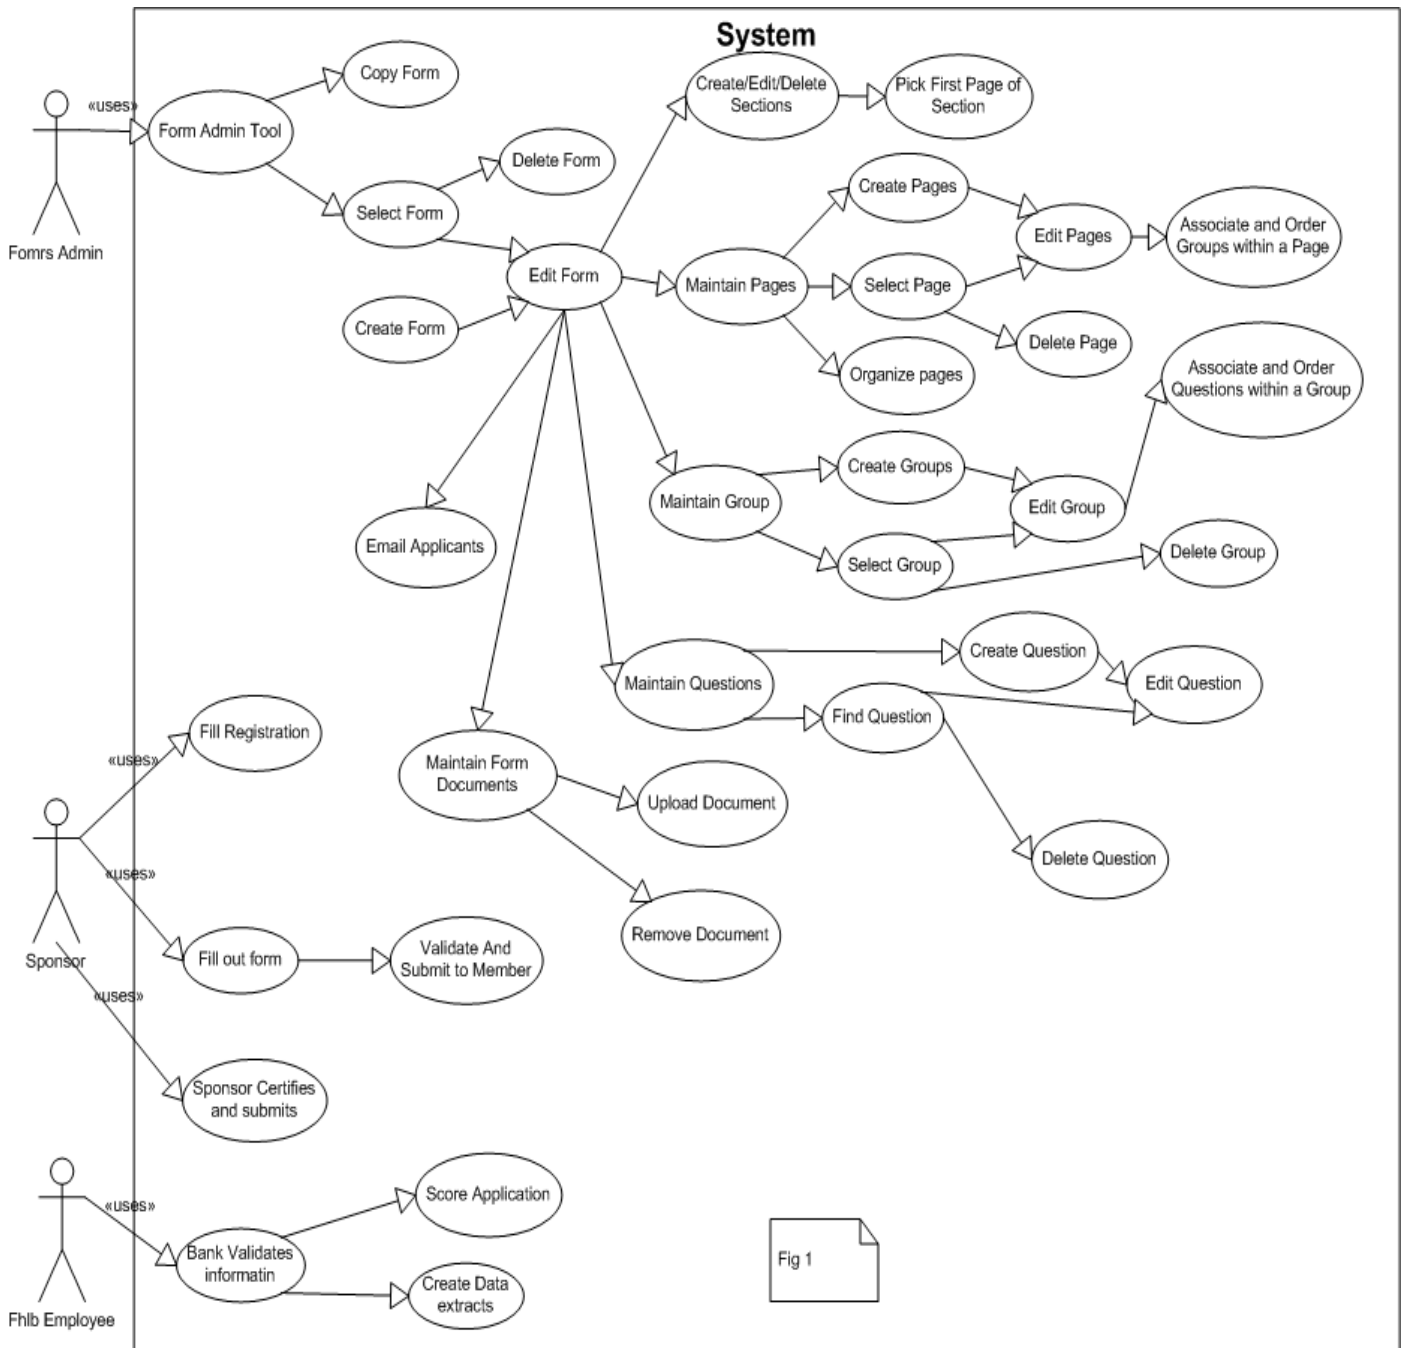 System
Copy Form
Create/Edit/Delete
Sections
Pick First Page of
Section
«uses»
Form Admin Tool
Delete Form
Create Pages
Select Form
Associate and Order
Groups within a Page
Edit Pages
Fomrs Admin
Edit Form
Maintain Pages
Select Page
Create Form
Delete Page
Organize pages
Associate and Order
Questions within a Group
Create Groups
Maintain Group
Edit Group
Email Applicants
Select Group
Delete Group
Create Question
Maintain Questions
Edit Question
Find Question
Fill Registration
«uses»
Maintain Form
Documents
Upload Document
Delete Question
«uses»
Remove Document
Sponsor
Fill out form
Validate And
Submit to Member
«uses»
Sponsor Certifies
and submits
«uses»
Score Application
Bank Validates
informatin
Create Data
extracts
Fig 1
Fhlb Employee